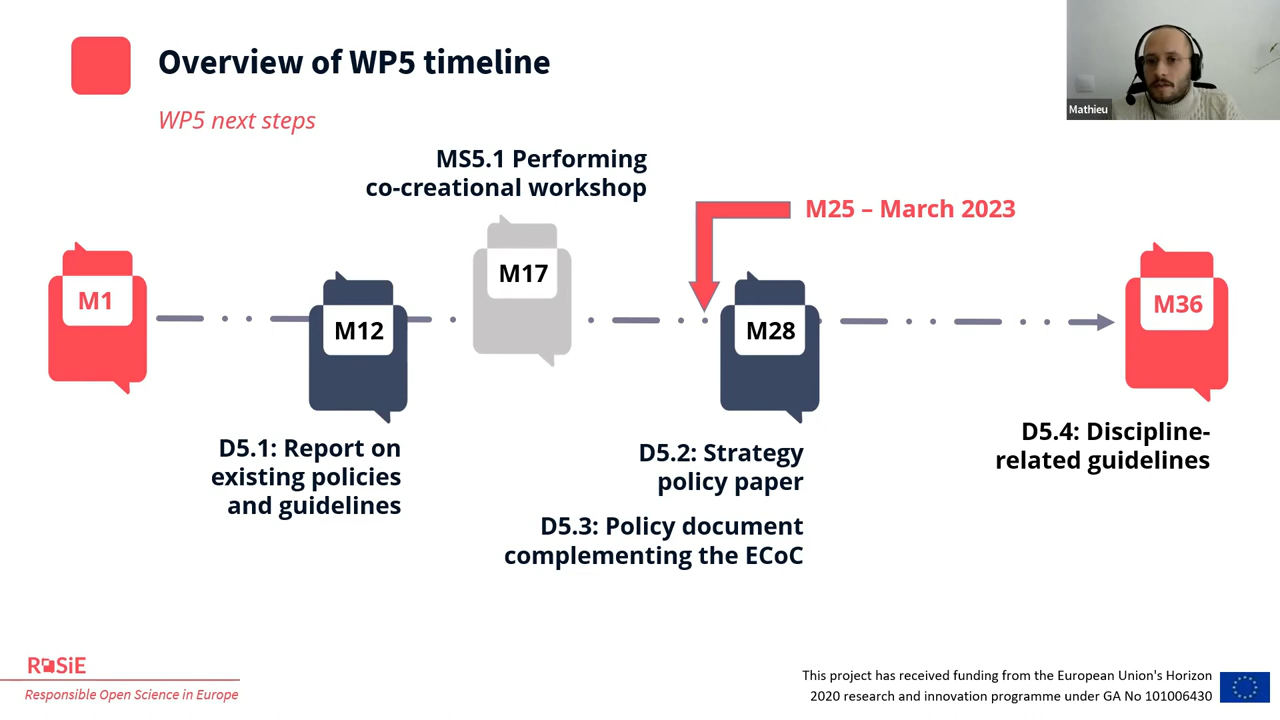 Overview of WP5 timeline
Mathieu
WP5 next steps
MS5.1 Performing
co-creational workshop
M25 – March 2023
M1
M12
M17
M28
M36
D5.1: Report on
existing policies
and guidelines
D5.2: Strategy
policy paper
D5.3: Policy document
complementing the ECoC
D5.4: Discipline-
related guidelines
ROSiE
Responsible Open Science in Europe
This project has received funding from the European Union's Horizon
2020 research and innovation programme under GA No 101006430